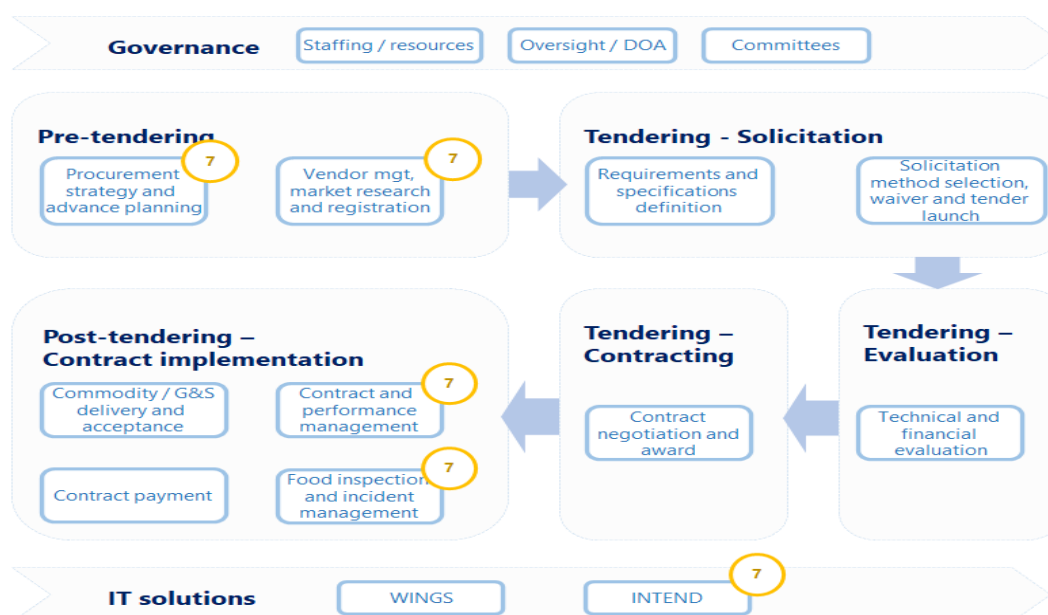 Governance
Staffing / resources
Oversight / DOA
Committees
Pre-tendering
7
Procurement
strategy and
advance planning
7
Vendor mgt,
market research
and registration
Tendering - Solicitation
Requirements and
specifications
definition
Solicitation
method selection,
waiver and tender
launch
Post-tendering –
Contract implementation
Commodity / G&S
delivery and
acceptance
7
Contract and
performance
management
Contract payment
7
Food inspection
and incident
management
Tendering –
Contracting
Contract
negotiation and
award
Tendering –
Evaluation
Technical and
financial
evaluation
IT solutions
WINGS
INTEND
7